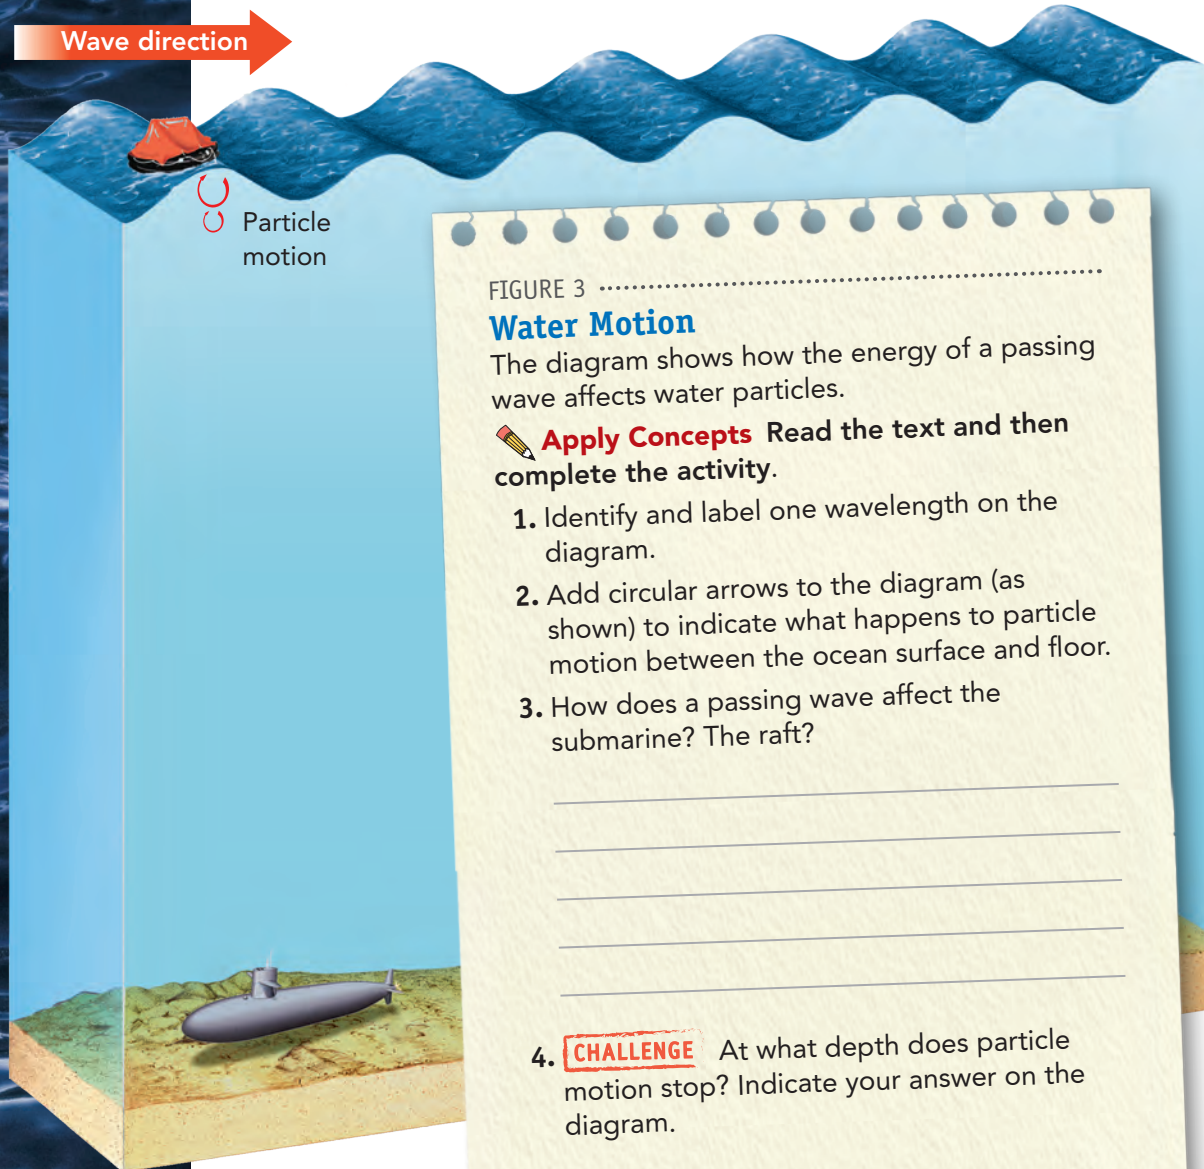 Wave direction
Particle
motion
FIGURE 3
Water Motion
The diagram shows how the energy of a passing
wave affects water particles.
Apply Concepts Read the text and then
complete the activity.
1. Identify and label one wavelength on the
diagram.
2. Add circular arrows to the diagram (as
shown) to indicate what happens to particle
motion between the ocean surface and floor.
3. How does a passing wave affect the
submarine? The raft?
4. CHALLENGE At what depth does particle
motion stop? Indicate your answer on the
diagram.